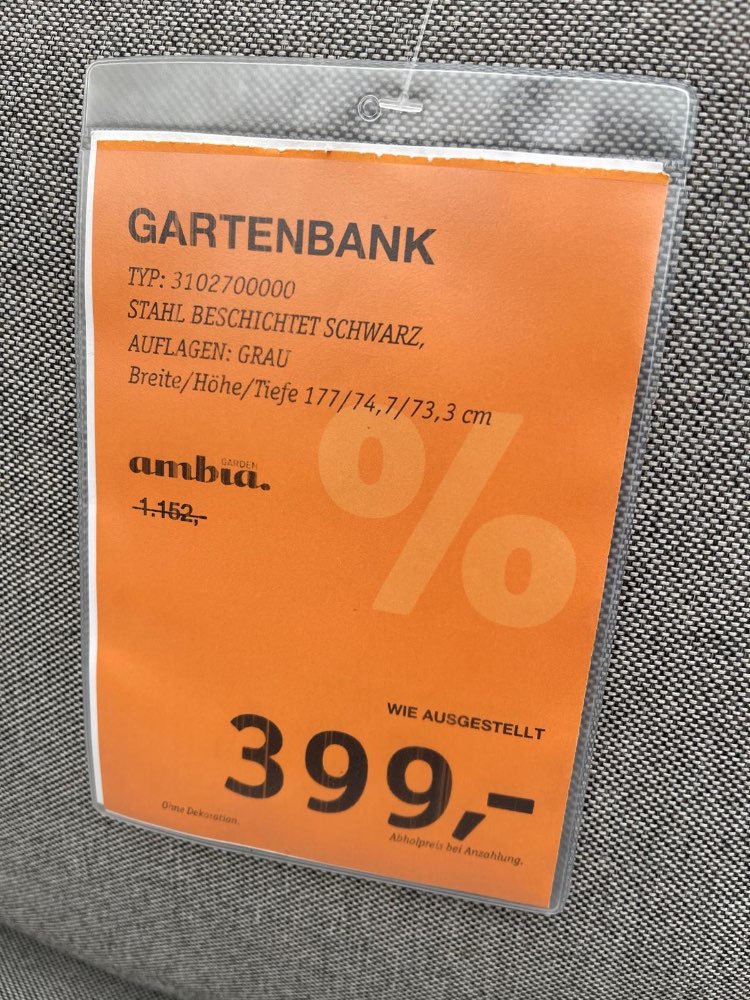 GARTENBANK
TYP: 3102700000
STAHL BESCHICHTET SCHWARZ,
AUFLAGEN: GRAU
Breite/Höhe/Tiefe 177/74,7/73,3 cm
GARDEN
ambia.
1.152,-
%
WIE AUSGESTELLT
399,-
Ohne Dekoration.
Abholpreis bei Anzahlung.